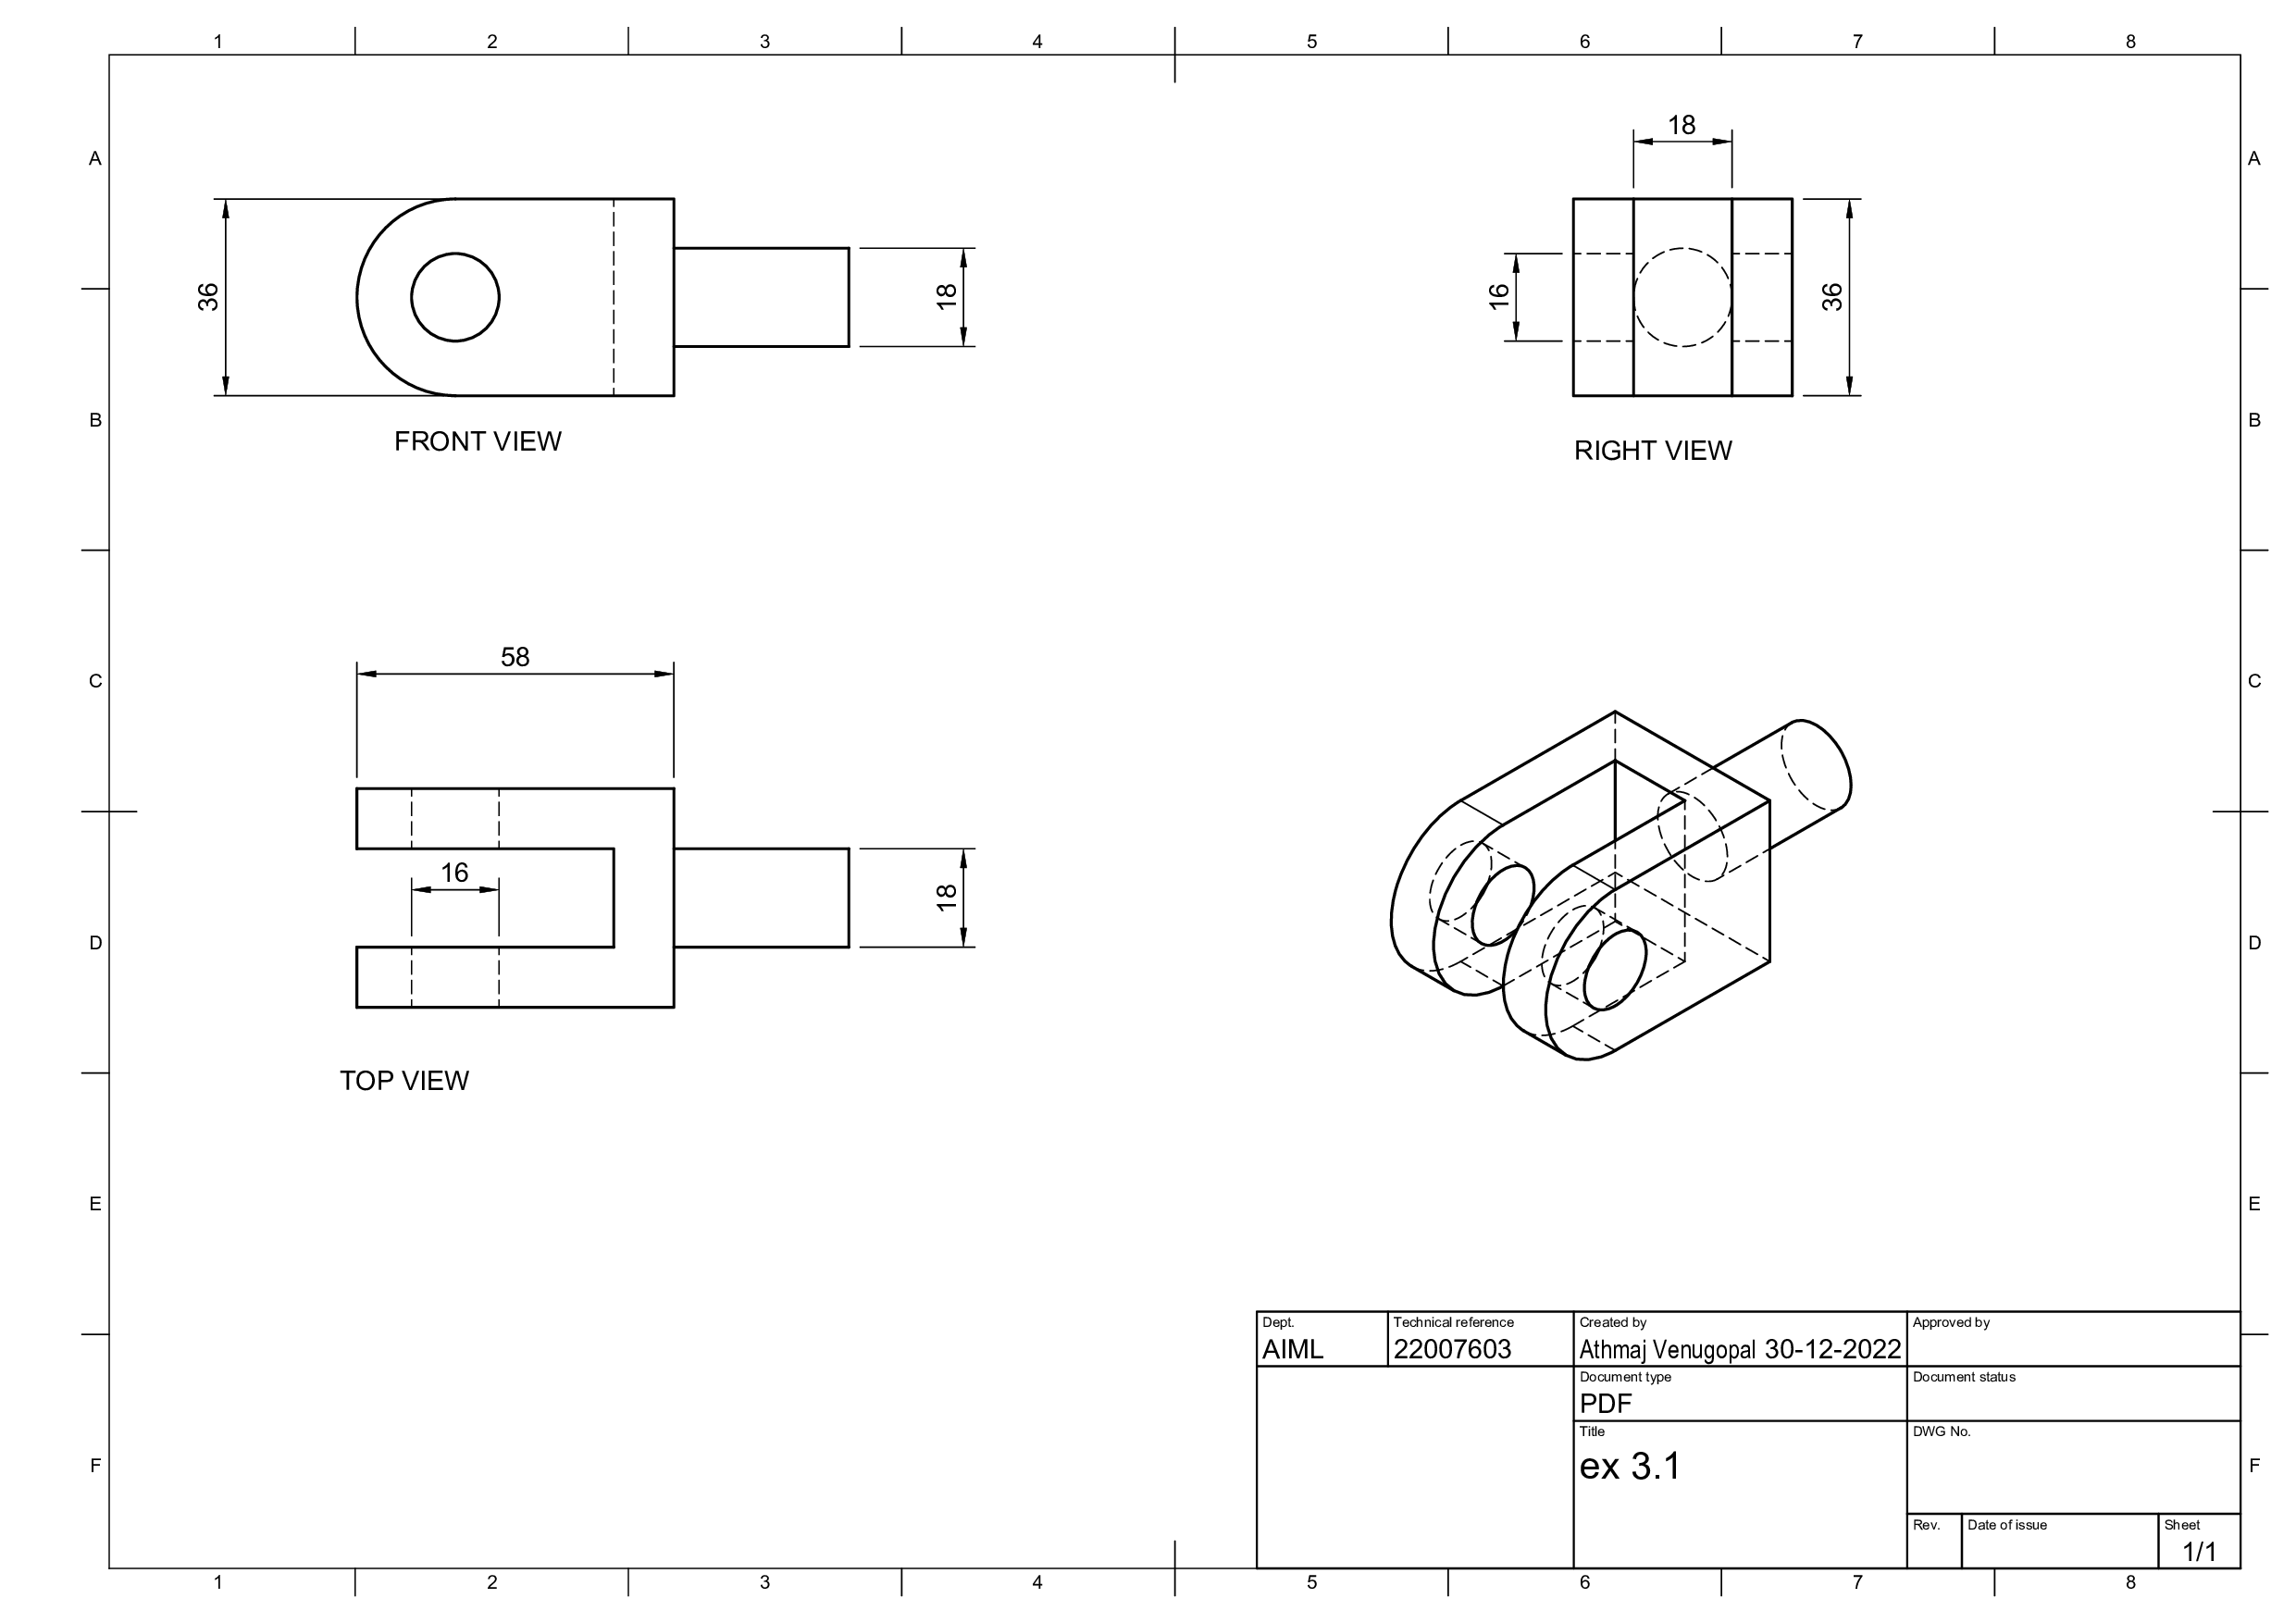 1 2 3 4 5 6 7 8
18
A A
36 18 16 36
B B
FRONT VIEW RIGHT VIEW
58
C C
16
18
D D
TOP VIEW
E E
Dept. Technical reference Created by Approved by
AIML 22007603 Athmaj Venugopal 30-12-2022
Document type Document status
PDF
Title DWG No.
ex 3.1
F F
Rev. Date of issue Sheet
1/1
1 2 3 4 5 6 7 8